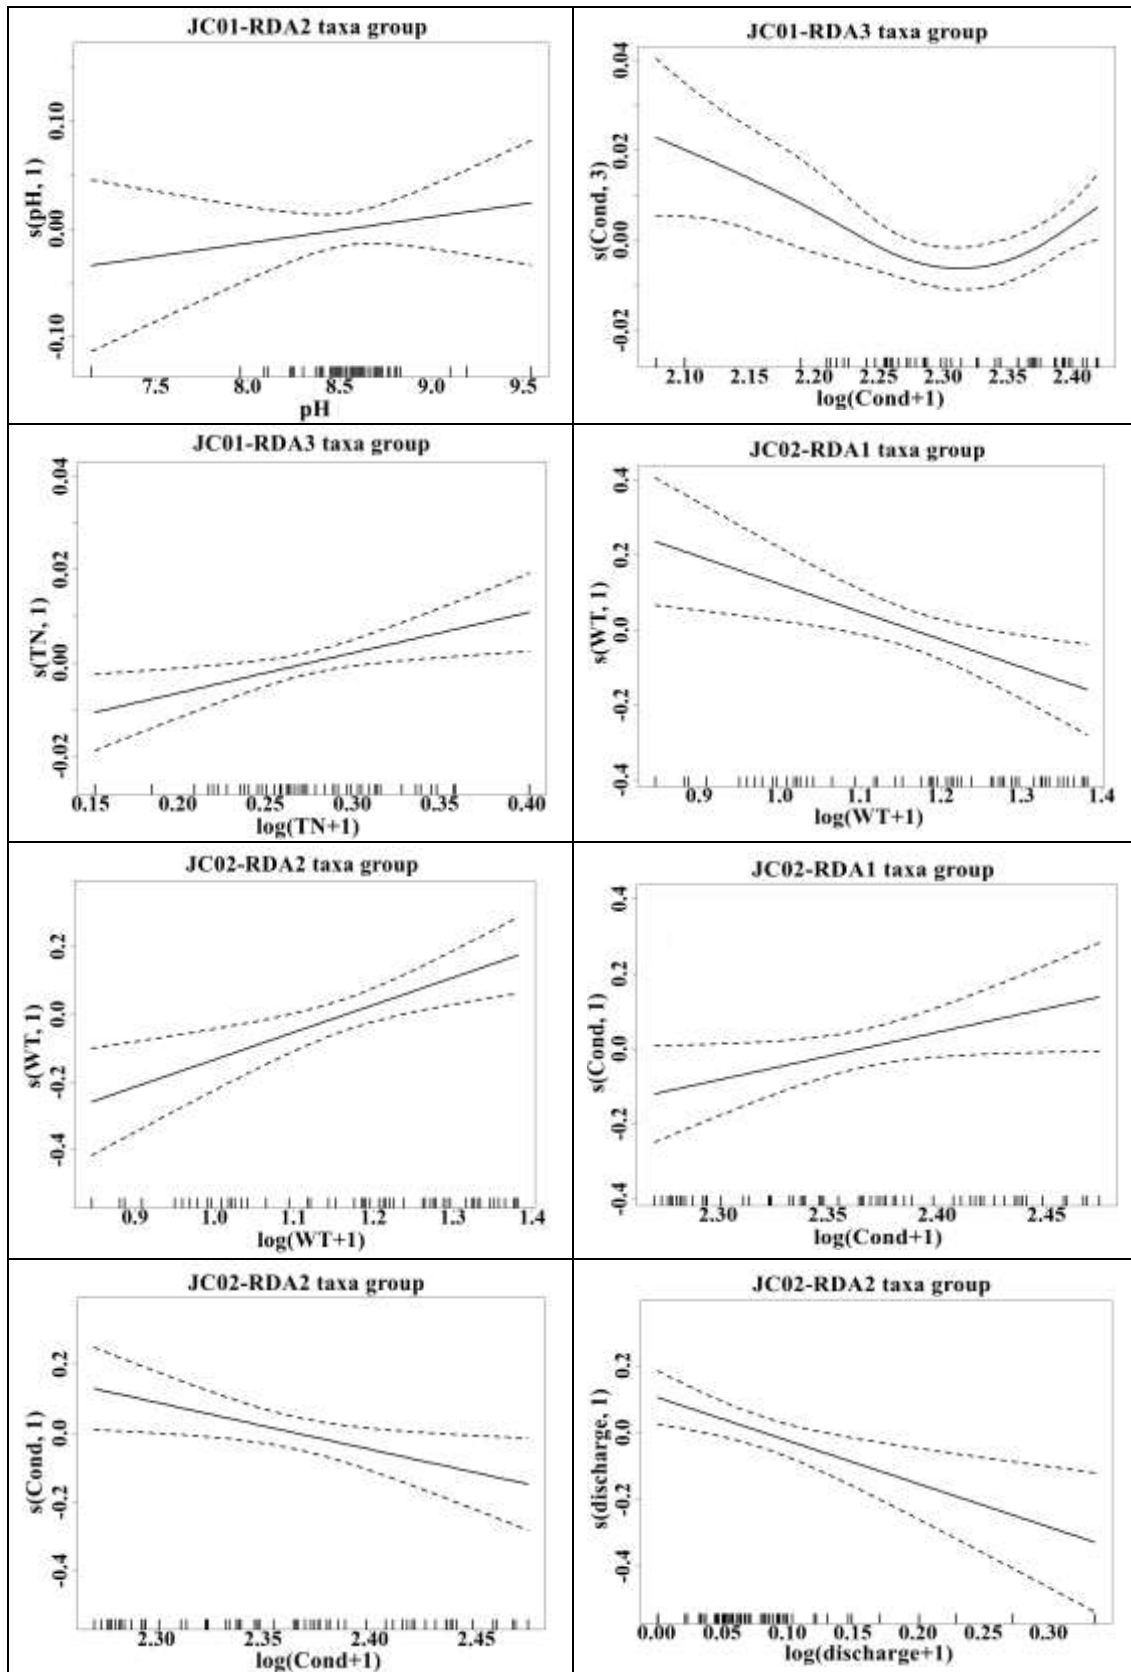 JC01-RDA2 taxa group
s(pH, 1)
0.10
0.00
-0.10
7.5 8.0 8.5 9.0 9.5
pH
JC01-RDA3 taxa group
s(Cond, 3)
0.04
0.02
0.00
-0.02
2.10 2.15 2.20 2.25 2.30 2.35 2.40
log(Cond+1)
JC01-RDA3 taxa group
s(TN, 1)
0.04
0.02
0.00
-0.02
0.15 0.20 0.25 0.30 0.35 0.40
log(TN+1)
JC02-RDA1 taxa group
s(WT, 1)
0.4
0.2
0.0
-0.2
-0.4
0.9 1.0 1.1 1.2 1.3 1.4
log(WT+1)
JC02-RDA2 taxa group
s(WT, 1)
0.2
0.0
-0.2
-0.4
0.9 1.0 1.1 1.2 1.3 1.4
log(WT+1)
JC02-RDA1 taxa group
s(Cond, 1)
0.4
0.2
0.0
-0.2
-0.4
2.30 2.35 2.40 2.45
log(Cond+1)
JC02-RDA2 taxa group
s(Cond, 1)
0.2
0.0
-0.2
-0.4
2.30 2.35 2.40 2.45
log(Cond+1)
JC02-RDA2 taxa group
s(discharge, 1)
0.2
0.0
-0.2
-0.4
0.00 0.05 0.10 0.15 0.20 0.30
log(discharge+1)